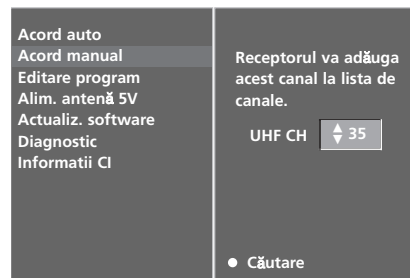 Acord auto
Acord manual
Editare program
Alim. antenă 5V
Actualiz. software
Diagnostic
Informatii CI
Receptorul va adăuga
acest canal la lista de
canale.
UHF CH 35
Căutare